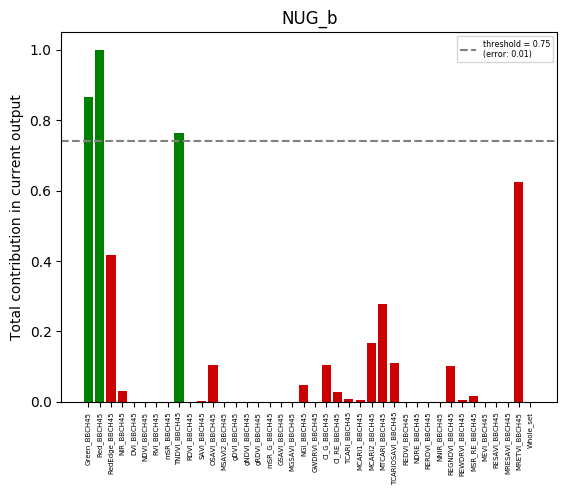 NUG_b
threshold = 0.75
(error: 0.01)
Total contribution in current output
1.0
0.8
0.6
0.4
0.2
0.0
Green_BBCH45
Red_BBCH45
RedEdge_BBCH45
NIR_BBCH45
DVI_BBCH45
NDVI_BBCH45
RVI_BBCH45
mSR_BBCH45
TNDVI_BBCH45
RDVI_BBCH45
SAVI_BBCH45
OSAVI_BBCH45
MSAVI2_BBCH45
gDVI_BBCH45
gNDVI_BBCH45
gRDVI_BBCH45
mSR_G_BBCH45
GSAVI_BBCH45
MGSAVI_BBCH45
NGI_BBCH45
GWDRVI_BBCH45
CI_G_BBCH45
CI_RE_BBCH45
TCARI_BBCH45
MCARI1_BBCH45
MCARI2_BBCH45
MTCARI_BBCH45
TCARIOSAVI_BBCH45
REDVI_BBCH45
NDRE_BBCH45
RERDVI_BBCH45
NNIR_BBCH45
REGNDVI_BBCH45
REWDRVI_BBCH45
MSR_RE_BBCH45
MEVI_BBCH45
RESAVI_BBCH45
MRESAVI_BBCH45
MRETVI_BBCH45
whole_set